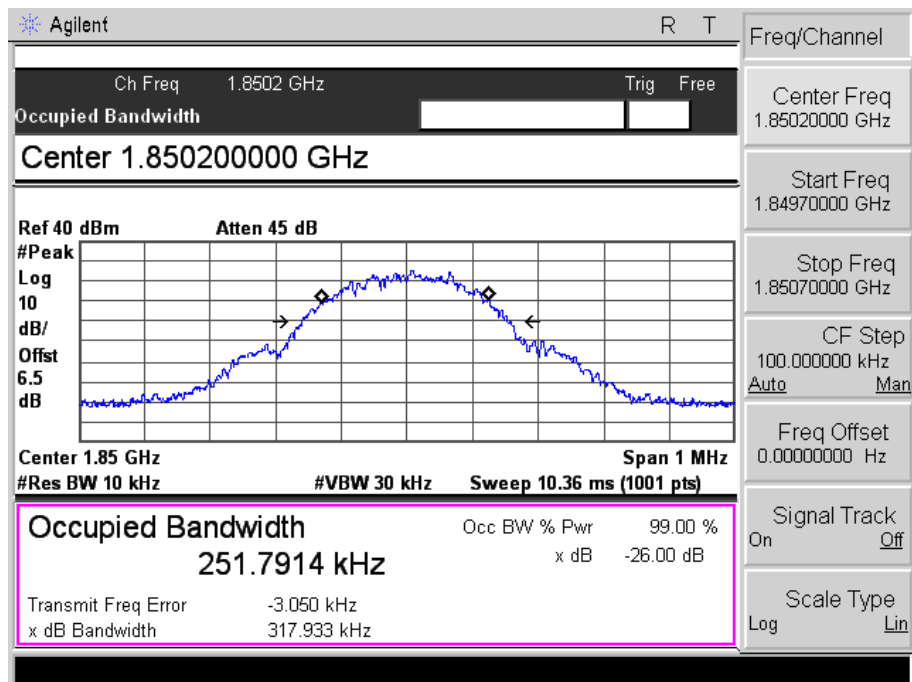 Agilent R T
Ch Freq 1.8502 GHz Trig Free
Occupied Bandwidth
Center 1.850200000 GHz
Ref 40 dBm Atten 45 dB
#Peak
Log
10
dB/
Offst
6.5
dB
Center 1.85 GHz Span 1 MHz
#Res BW 10 kHz #VBW 30 kHz Sweep 10.36 ms (1001 pts)
Occupied Bandwidth
251.7914 kHz
Occ BW % Pwr 99.00 %
x dB -26.00 dB
Transmit Freq Error -3.050 kHz
x dB Bandwidth 317.933 kHz
Freq/Channel
Center Freq
1.85020000 GHz
Start Freq
1.84970000 GHz
Stop Freq
1.85070000 GHz
CF Step
100.000000 kHz
Auto Man
Freq Offset
0.00000000 Hz
Signal Track
On Off
Scale Type
Log Lin